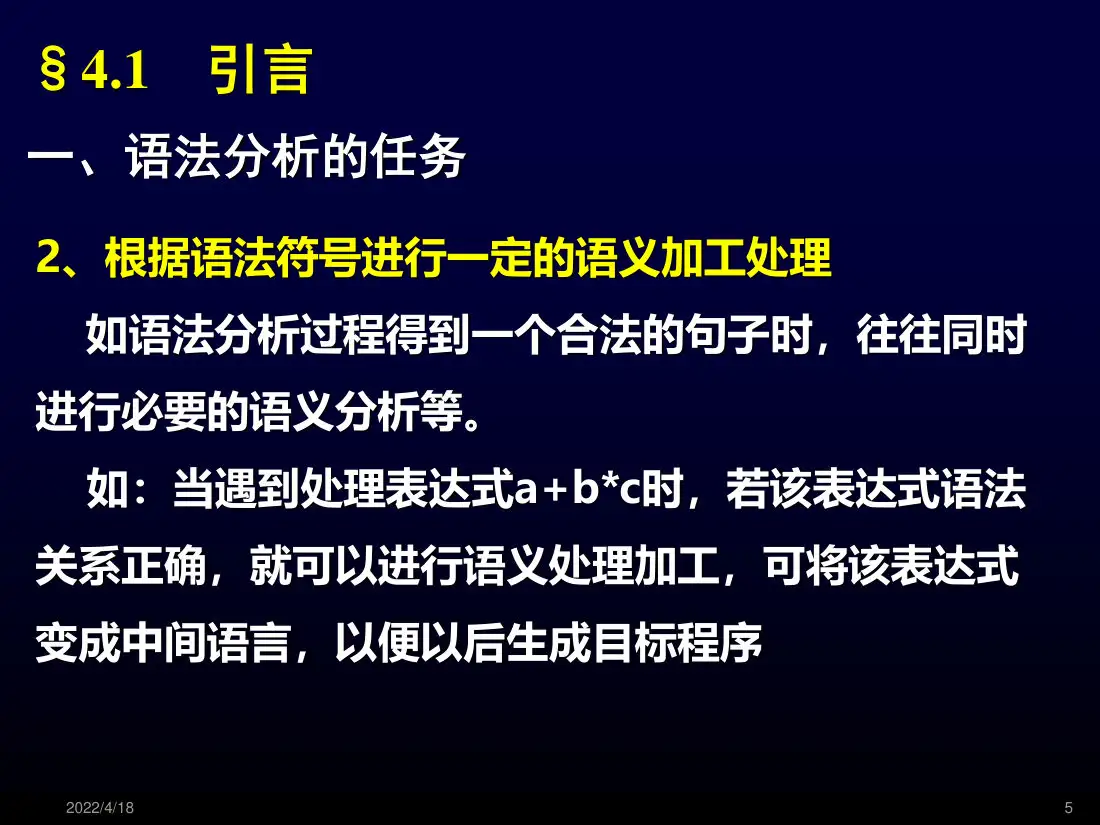 §4.1 引言
一、语法分析的任务
2、根据语法符号进行一定的语义加工处理
如语法分析过程得到一个合法的句子时，往往同时
进行必要的语义分析等。
如：当遇到处理表达式a+b*c时，若该表达式语法
关系正确，就可以进行语义处理加工，可将该表达式
变成中间语言，以便以后生成目标程序
2022/4/18
5